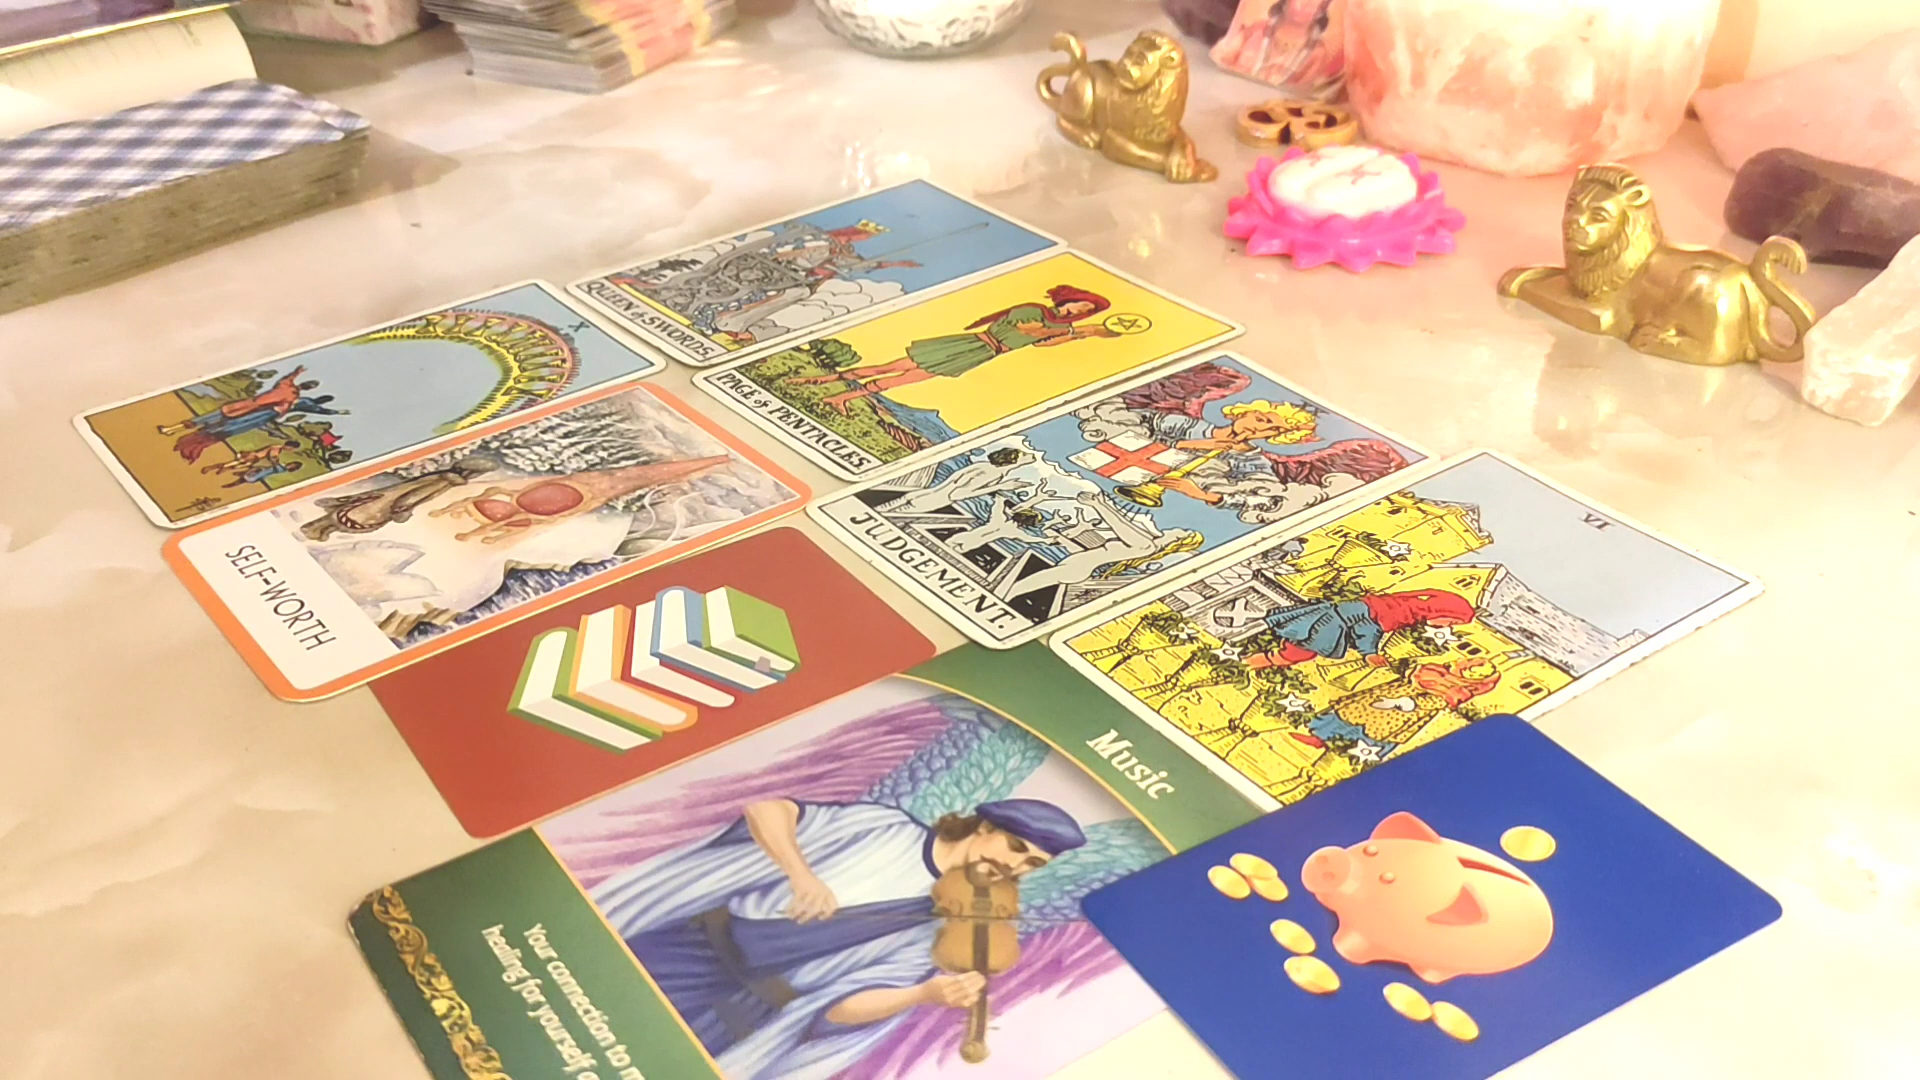 QUEEN of SWORDS.
X
PAGE of PENTACLES.
SELF-WORTH
JUDGEMENT.
VI
Music
Your connection to
healing for yourself